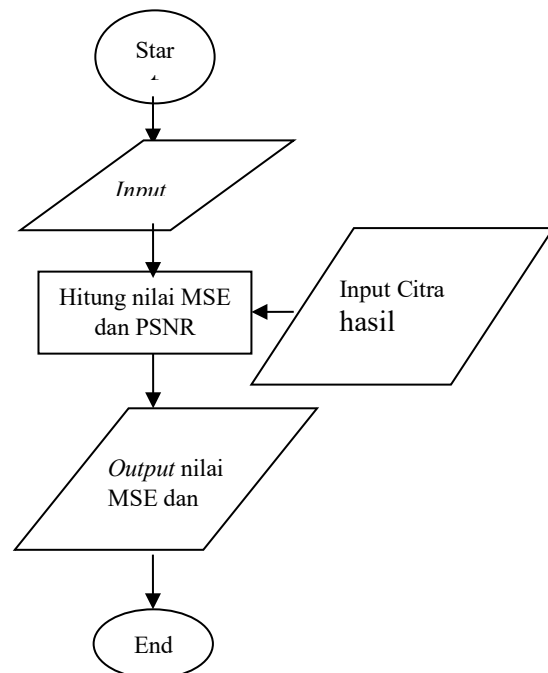 Star
Input
Hitung nilai MSE
dan PSNR
Input Citra
hasil
Output nilai
MSE dan
End